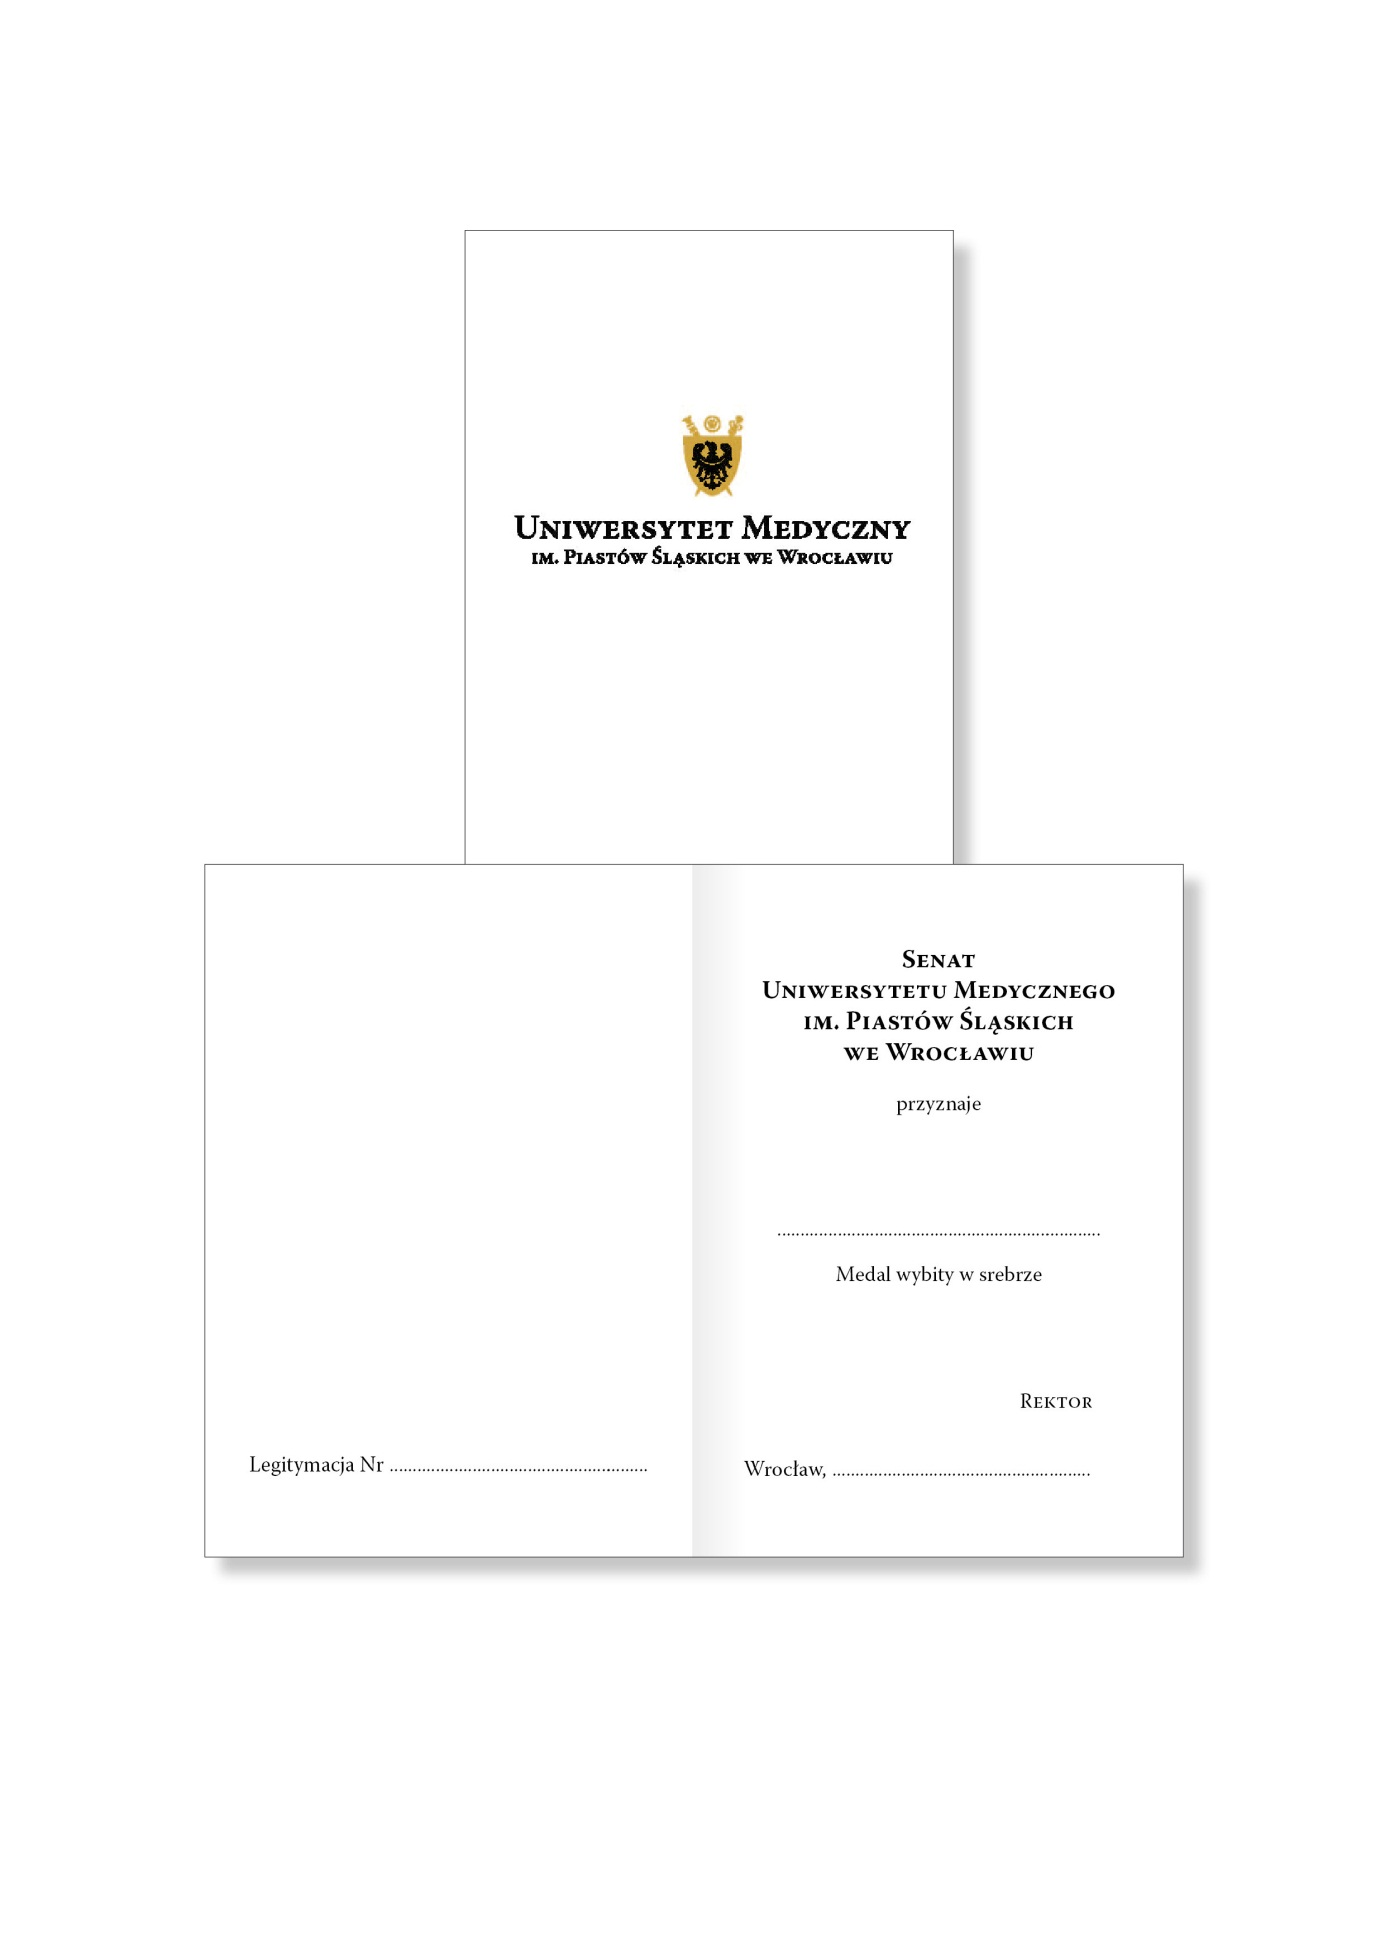 Uniwersytet Medyczny
im. Piastów Śląskich we Wrocławiu
Senat
Uniwersytetu Medycznego
im. Piastów Śląskich
we Wrocławiu
przyznaje
......................................................................
Medal wybity w srebrze
Rektor
Legitymacja Nr ........................................................
Wrocław, ........................................................